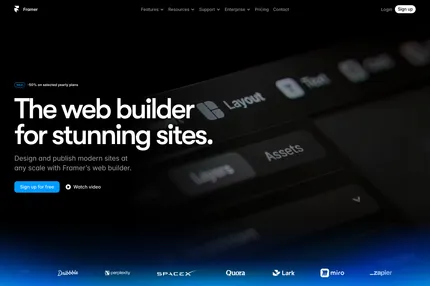 Framer
Features
Resources
Support
Enterprise
Pricing
Contact
Login
Sign up
-50% on selected yearly plans
The web builder
for stunning sites.
Design and publish modern sites at
any scale with Framer's web builder.
Sign up for free
Watch video
Layout
Text
Layers
Assets
Dribbble
perplexity
SPACEX
Quora
Lark
miro
zapier